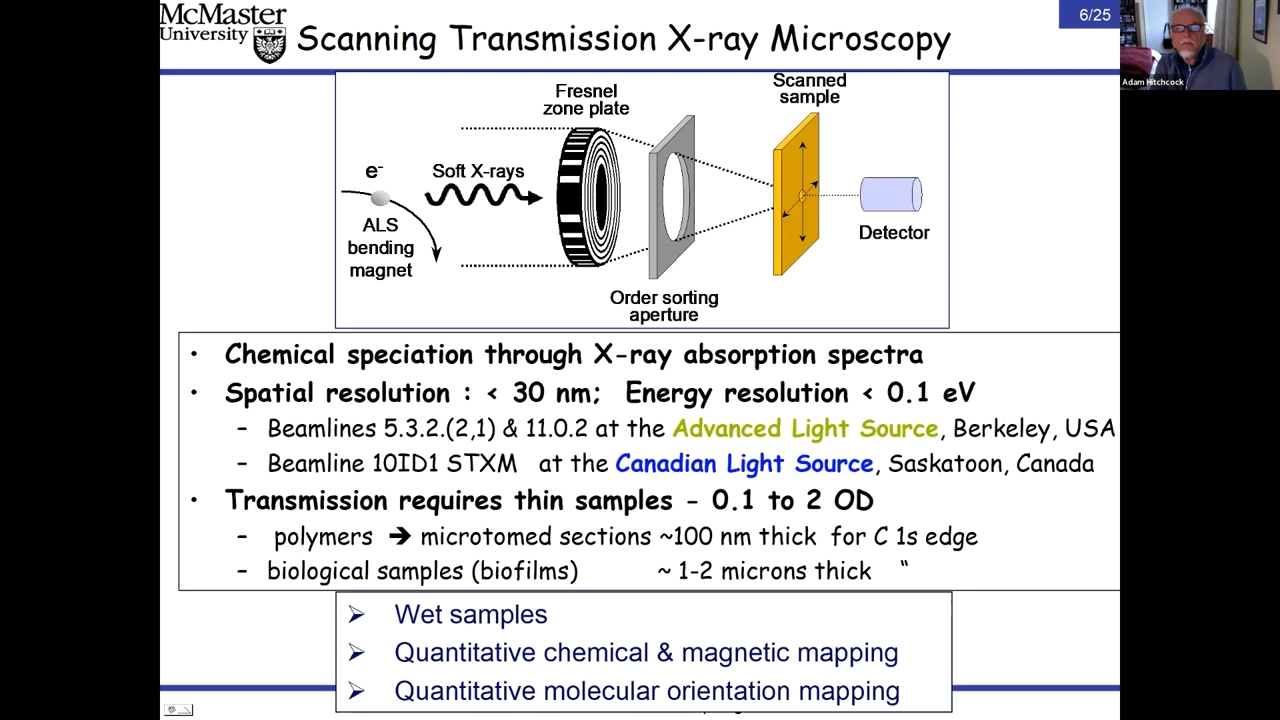 McMaster
University
Scanning Transmission X-ray Microscopy
6/25
Adam Hitchcock
Fresnel
zone plate
Scanned
sample
e-
Soft X-rays
ALS
bending
magnet
Detector
Order sorting
aperture
• Chemical speciation through X-ray absorption spectra
• Spatial resolution : < 30 nm; Energy resolution < 0.1 eV
– Beamlines 5.3.2.(2,1) & 11.0.2 at the Advanced Light Source, Berkeley, USA
– Beamline 10ID1 STXM at the Canadian Light Source, Saskatoon, Canada
• Transmission requires thin samples - 0.1 to 2 OD
– polymers ➔ microtomed sections ~100 nm thick for C 1s edge
– biological samples (biofilms) ~ 1-2 microns thick “
➢ Wet samples
➢ Quantitative chemical & magnetic mapping
➢ Quantitative molecular orientation mapping